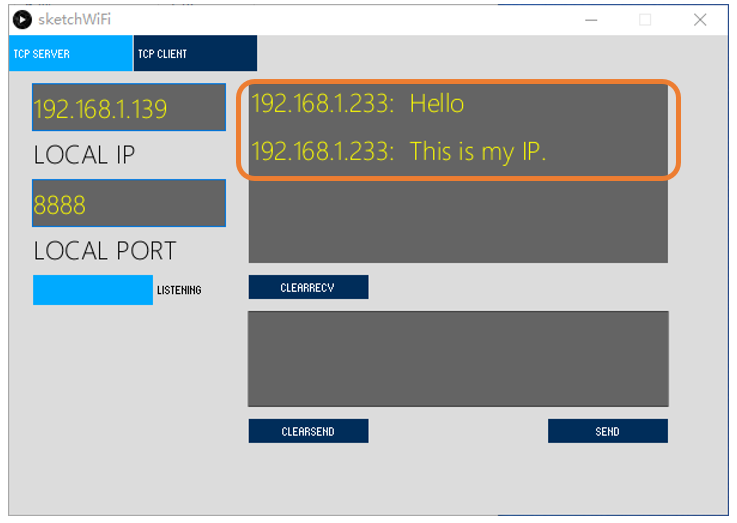 sketchWiFi
TCP SERVER
TCP CLIENT
192.168.1.139
LOCAL IP
8888
LOCAL PORT
LISTENING
192.168.1.233: Hello
192.168.1.233: This is my IP.
CLEARRECV
CLEARSEND
SEND